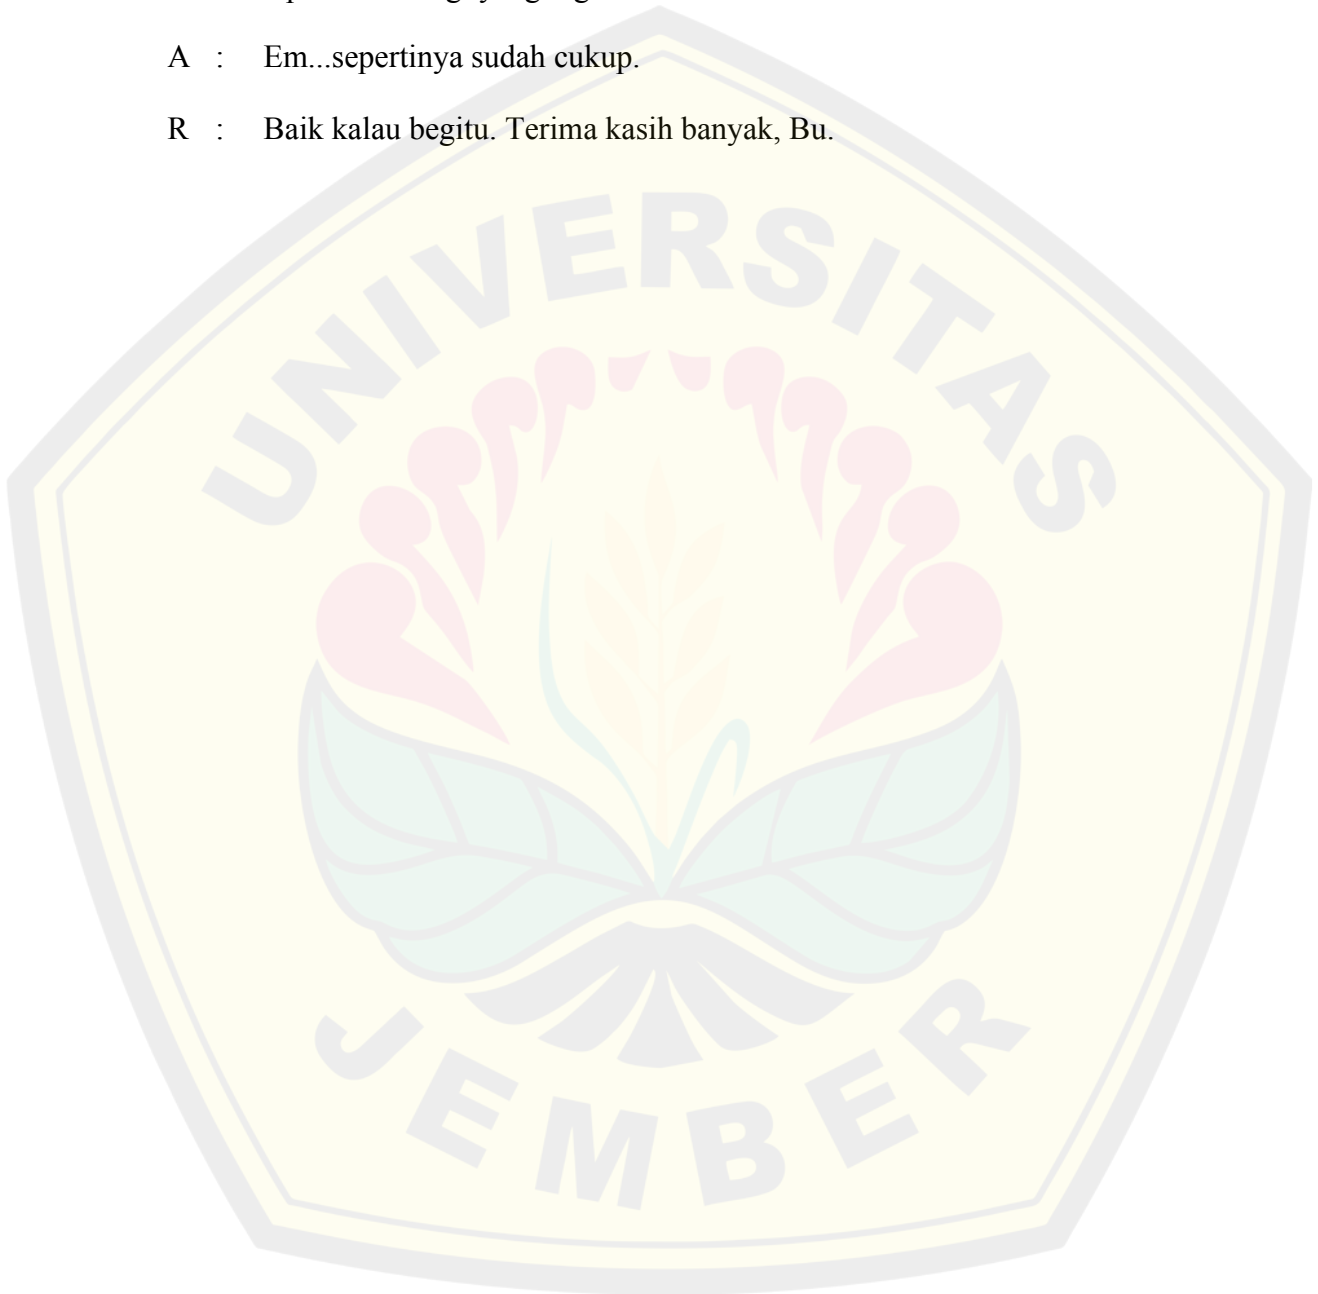 A : Em...sepertinya sudah cukup.
R : Baik kalau begitu. Terima kasih banyak, Bu.
UNIVERSITAS
JEMBER